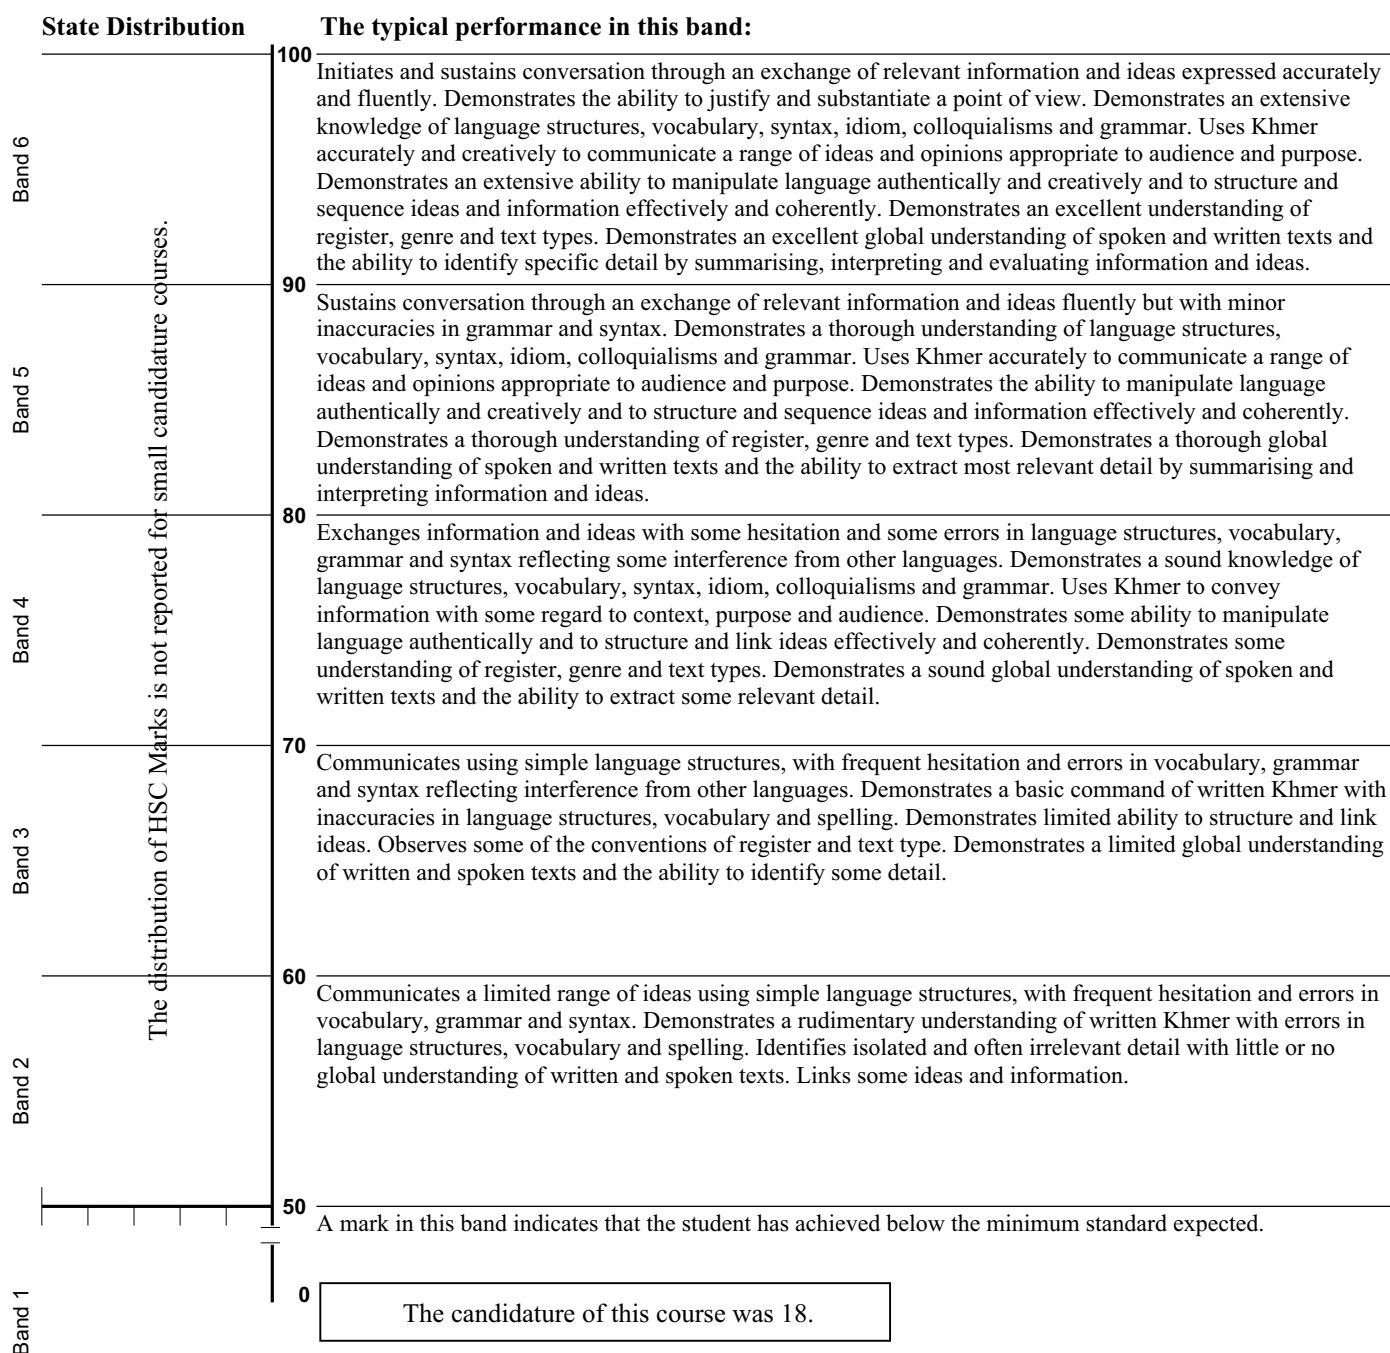 State Distribution
The typical performance in this band:
100
Band 6
Initiates and sustains conversation through an exchange of relevant information and ideas expressed accurately
and fluently. Demonstrates the ability to justify and substantiate a point of view. Demonstrates an extensive
knowledge of language structures, vocabulary, syntax, idiom, colloquialisms and grammar. Uses Khmer
accurately and creatively to communicate a range of ideas and opinions appropriate to audience and purpose.
Demonstrates an extensive ability to manipulate language authentically and creatively and to structure and
sequence ideas and information effectively and coherently. Demonstrates an excellent understanding of
register, genre and text types. Demonstrates an excellent global understanding of spoken and written texts and
the ability to identify specific detail by summarising, interpreting and evaluating information and ideas.
90
Band 5
Sustains conversation through an exchange of relevant information and ideas fluently but with minor
inaccuracies in grammar and syntax. Demonstrates a thorough understanding of language structures,
vocabulary, syntax, idiom, colloquialisms and grammar. Uses Khmer accurately to communicate a range of
ideas and opinions appropriate to audience and purpose. Demonstrates the ability to manipulate language
authentically and creatively and to structure and sequence ideas and information effectively and coherently.
Demonstrates a thorough understanding of register, genre and text types. Demonstrates a thorough global
understanding of spoken and written texts and the ability to extract most relevant detail by summarising and
interpreting information and ideas.
80
Band 4
Exchanges information and ideas with some hesitation and some errors in language structures, vocabulary,
grammar and syntax reflecting some interference from other languages. Demonstrates a sound knowledge of
language structures, vocabulary, syntax, idiom, colloquialisms and grammar. Uses Khmer to convey
information with some regard to context, purpose and audience. Demonstrates some ability to manipulate
language authentically and to structure and link ideas effectively and coherently. Demonstrates some
understanding of register, genre and text types. Demonstrates a sound global understanding of spoken and
written texts and the ability to extract some relevant detail.
70
Band 3
Communicates using simple language structures, with frequent hesitation and errors in vocabulary, grammar
and syntax reflecting interference from other languages. Demonstrates a basic command of written Khmer with
inaccuracies in language structures, vocabulary and spelling. Demonstrates limited ability to structure and link
ideas. Observes some of the conventions of register and text type. Demonstrates a limited global understanding
of written and spoken texts and the ability to identify some detail.
60
Band 2
Communicates a limited range of ideas using simple language structures, with frequent hesitation and errors in
vocabulary, grammar and syntax. Demonstrates a rudimentary understanding of written Khmer with errors in
language structures, vocabulary and spelling. Identifies isolated and often irrelevant detail with little or no
global understanding of written and spoken texts. Links some ideas and information.
50
A mark in this band indicates that the student has achieved below the minimum standard expected.
Band 1
0
The candidature of this course was 18.
The distribution of HSC Marks is not reported for small candidature courses.